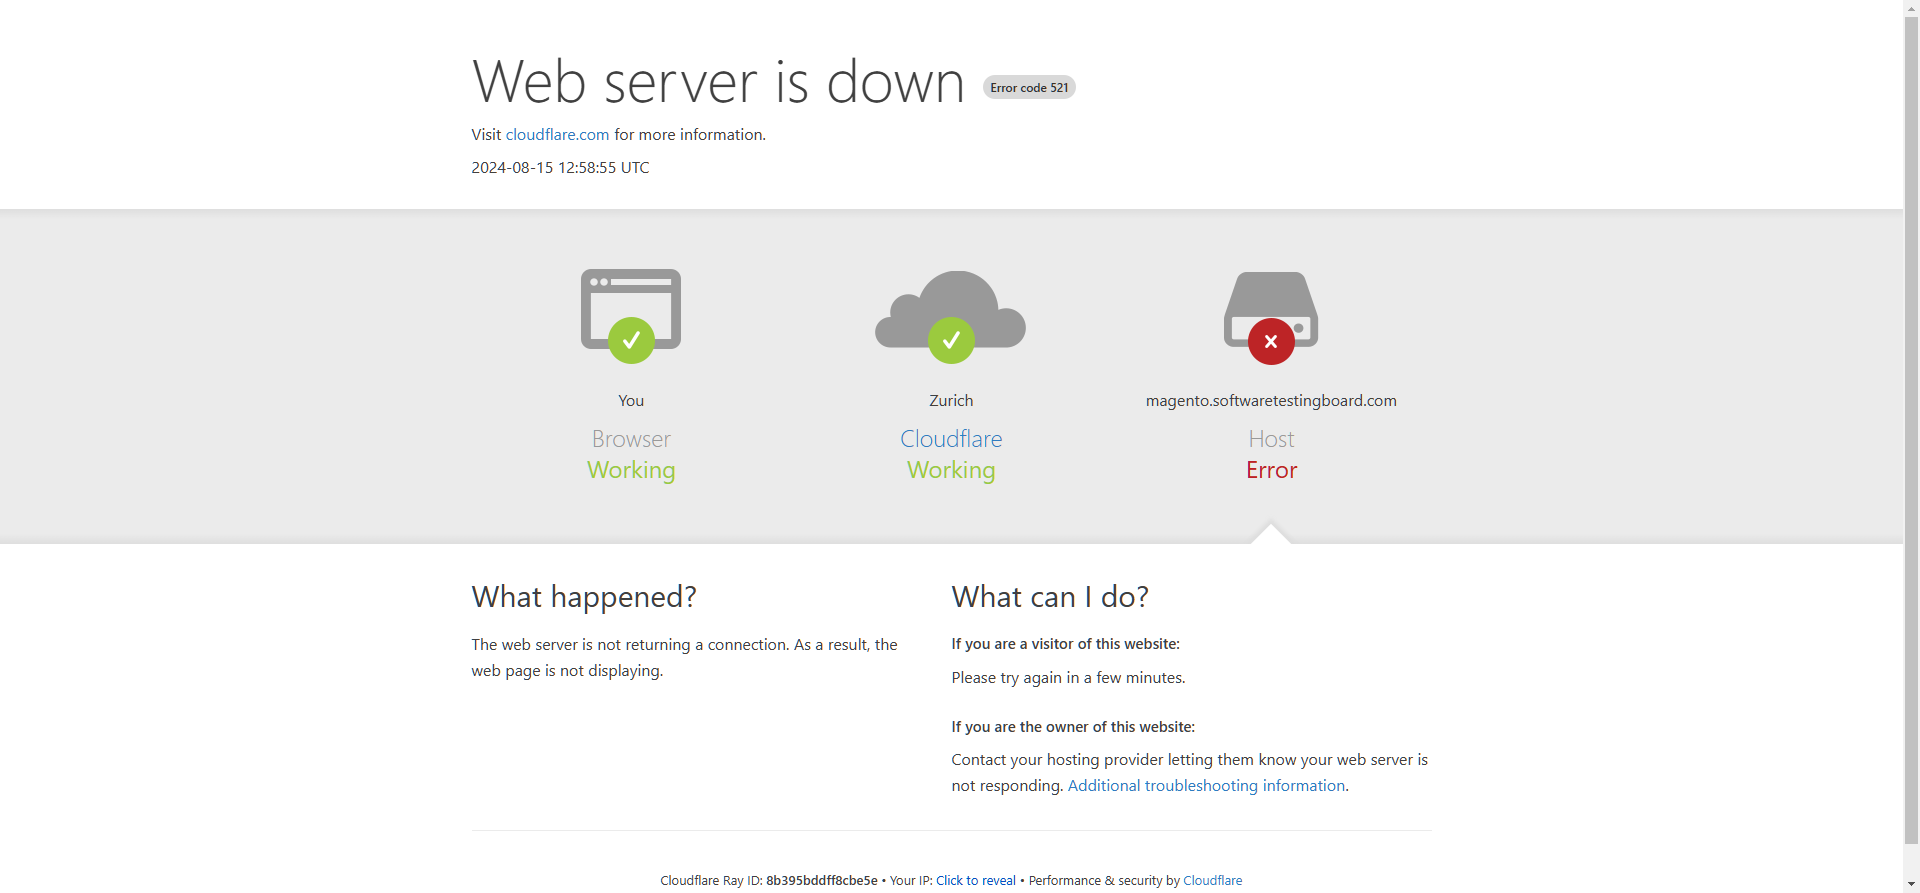 Web server is down Error code 521
Visit cloudflare.com for more information.
2024-08-15 12:58:55 UTC
You
Browser
Working
Zurich
Cloudflare
Working
magento.softwaretestingboard.com
Host
Error
What happened?
The web server is not returning a connection. As a result, the
web page is not displaying.
What can I do?
If you are a visitor of this website:
Please try again in a few minutes.
If you are the owner of this website:
Contact your hosting provider letting them know your web server is
not responding. Additional troubleshooting information.
Cloudflare Ray ID: 8b395bddff8cbe5e • Your IP: Click to reveal • Performance & security by Cloudflare